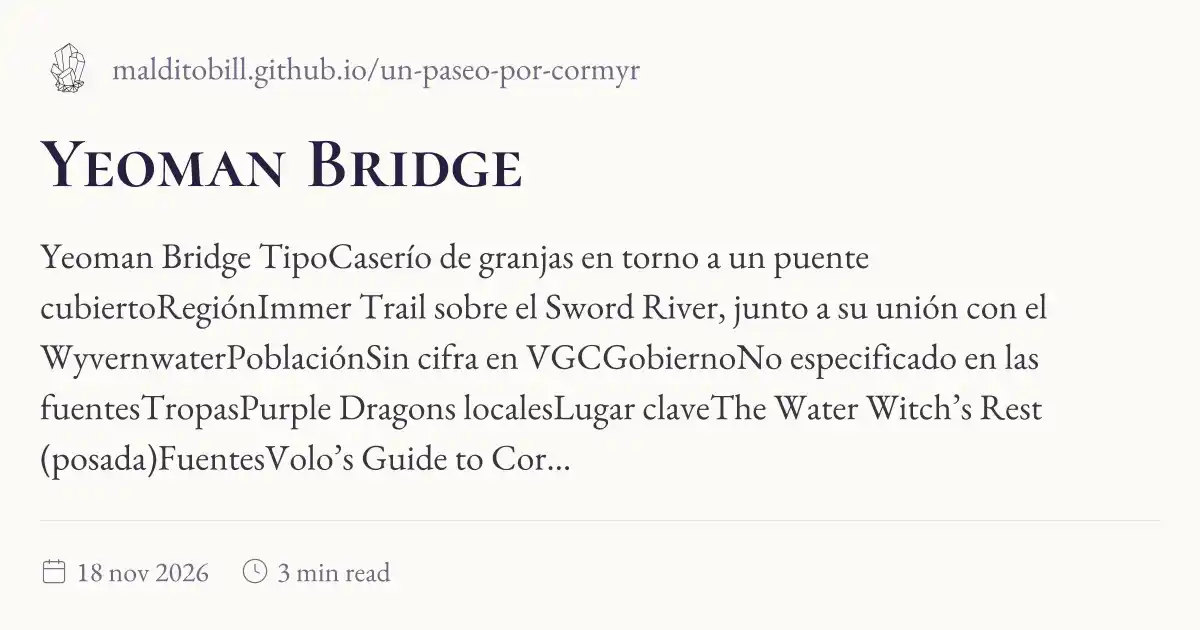 malditobill.github.io/un-paseo-por-cormyr
Yeoman Bridge
Yeoman Bridge TipoCaserío de granjas en torno a un puente
cubiertoRegiónImmer Trail sobre el Sword River, junto a su unión con el
WyvernwaterPoblaciónSin cifra en VGCGobiernoNo especificado en las
fuentesTropasPurple Dragons localesLugar claveThe Water Witch’s Rest
(posada)FuentesVolo’s Guide to Cor...
18 nov 2026 3 min read